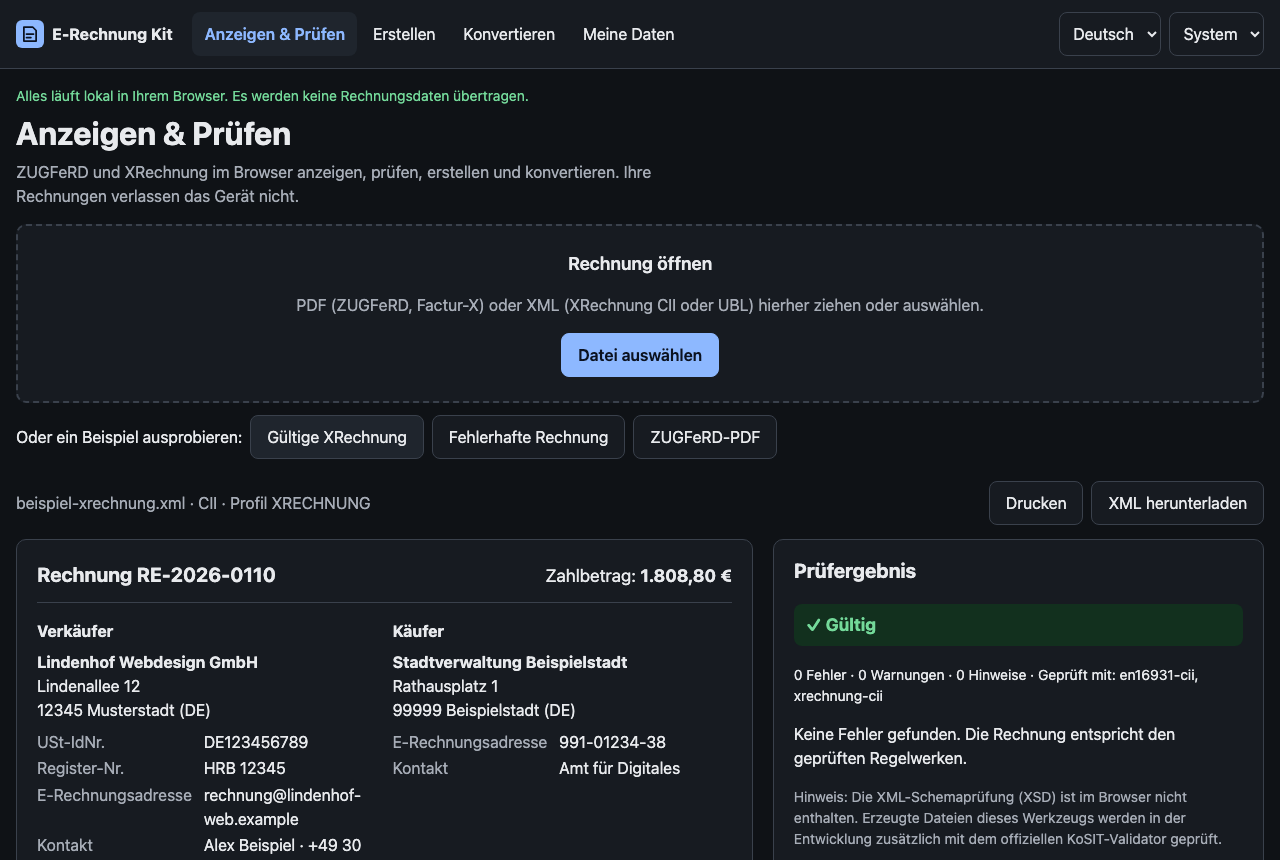 E-Rechnung Kit
Anzeigen & Prüfen
Erstellen
Konvertieren
Meine Daten
Deutsch
System
Alles läuft lokal in Ihrem Browser. Es werden keine Rechnungsdaten übertragen.
Anzeigen & Prüfen
ZUGFeRD und XRechnung im Browser anzeigen, prüfen, erstellen und konvertieren. Ihre
Rechnungen verlassen das Gerät nicht.
Rechnung öffnen
PDF (ZUGFeRD, Factur-X) oder XML (XRechnung CII oder UBL) hierher ziehen oder auswählen.
Datei auswählen
Oder ein Beispiel ausprobieren:
Gültige XRechnung
Fehlerhafte Rechnung
ZUGFeRD-PDF
beispiel-xrechnung.xml · CII · Profil XRECHNUNG
Drucken
XML herunterladen
Rechnung RE-2026-0110
Zahlbetrag: 1.808,80 €
Verkäufer
Lindenhof Webdesign GmbH
Lindenallee 12
12345 Musterstadt (DE)
USt-IdNr. DE123456789
Register-Nr. HRB 12345
E-Rechnungsadresse rechnung@lindenhof-
web.example
Kontakt Alex Beispiel · +49 30
Käufer
Stadtverwaltung Beispielstadt
Rathausplatz 1
99999 Beispielstadt (DE)
E-Rechnungsadresse 991-01234-38
Kontakt Amt für Digitales
Prüfergebnis
✓ Gültig
0 Fehler · 0 Warnungen · 0 Hinweise · Geprüft mit: en16931-cii,
xrechnung-cii
Keine Fehler gefunden. Die Rechnung entspricht den
geprüften Regelwerken.
Hinweis: Die XML-Schemaprüfung (XSD) ist im Browser nicht
enthalten. Erzeugte Dateien dieses Werkzeugs werden in der
Entwicklung zusätzlich mit dem offiziellen KoSIT-Validator geprüft.